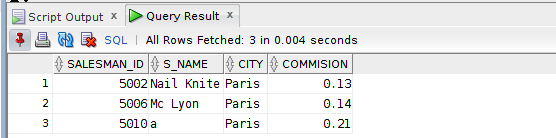 Script Output × Query Result ×
SQL | All Rows Fetched: 3 in 0.004 seconds
SALESMAN_ID S_NAME CITY COMMISION
1 5002 Nail Knite Paris 0.13
2 5006 Mc Lyon Paris 0.14
3 5010 a Paris 0.21